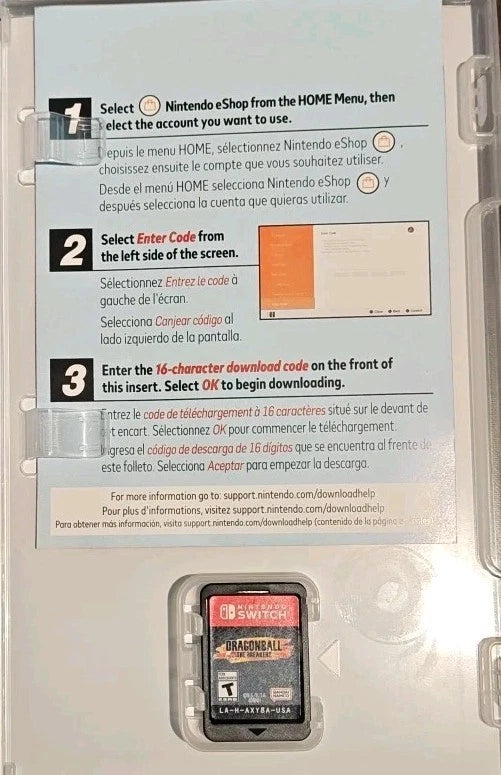 1
Select Nintendo eShop from the HOME Menu, then
elect the account you want to use.
epuis le menu HOME, sélectionnez Nintendo eShop ,
choisissez ensuite le compte que vous souhaitez utiliser.
Desde el menú HOME selecciona Nintendo eShop y
después selecciona la cuenta que quieras utilizar.
2
Select Enter Code from
the left side of the screen.
Sélectionnez Entrez le code à
gauche de l'écran.
Selecciona Canjear código al
lado izquierdo de la pantalla.
3
Enter the 16-character download code on the front of
this insert. Select OK to begin downloading.
Entrez le code de téléchargement à 16 caractères situé sur le devant de
et encart. Sélectionnez OK pour commencer le téléchargement.
Ingresa el código de descarga de 16 dígitos que se encuentra al frente de
este folleto. Selecciona Aceptar para empezar la descarga.
For more information go to: support.nintendo.com/downloadhelp
Pour plus d'informations, visitez support.nintendo.com/downloadhelp
Para obtener más información, visita support.nintendo.com/downloadhelp (contenido de la página
NINTENDO
SWITCH
DRAGONBALL
THE BREAKERS
T
ESRB
BANDAI
NAMCO
LA-H-AXYBA-USA